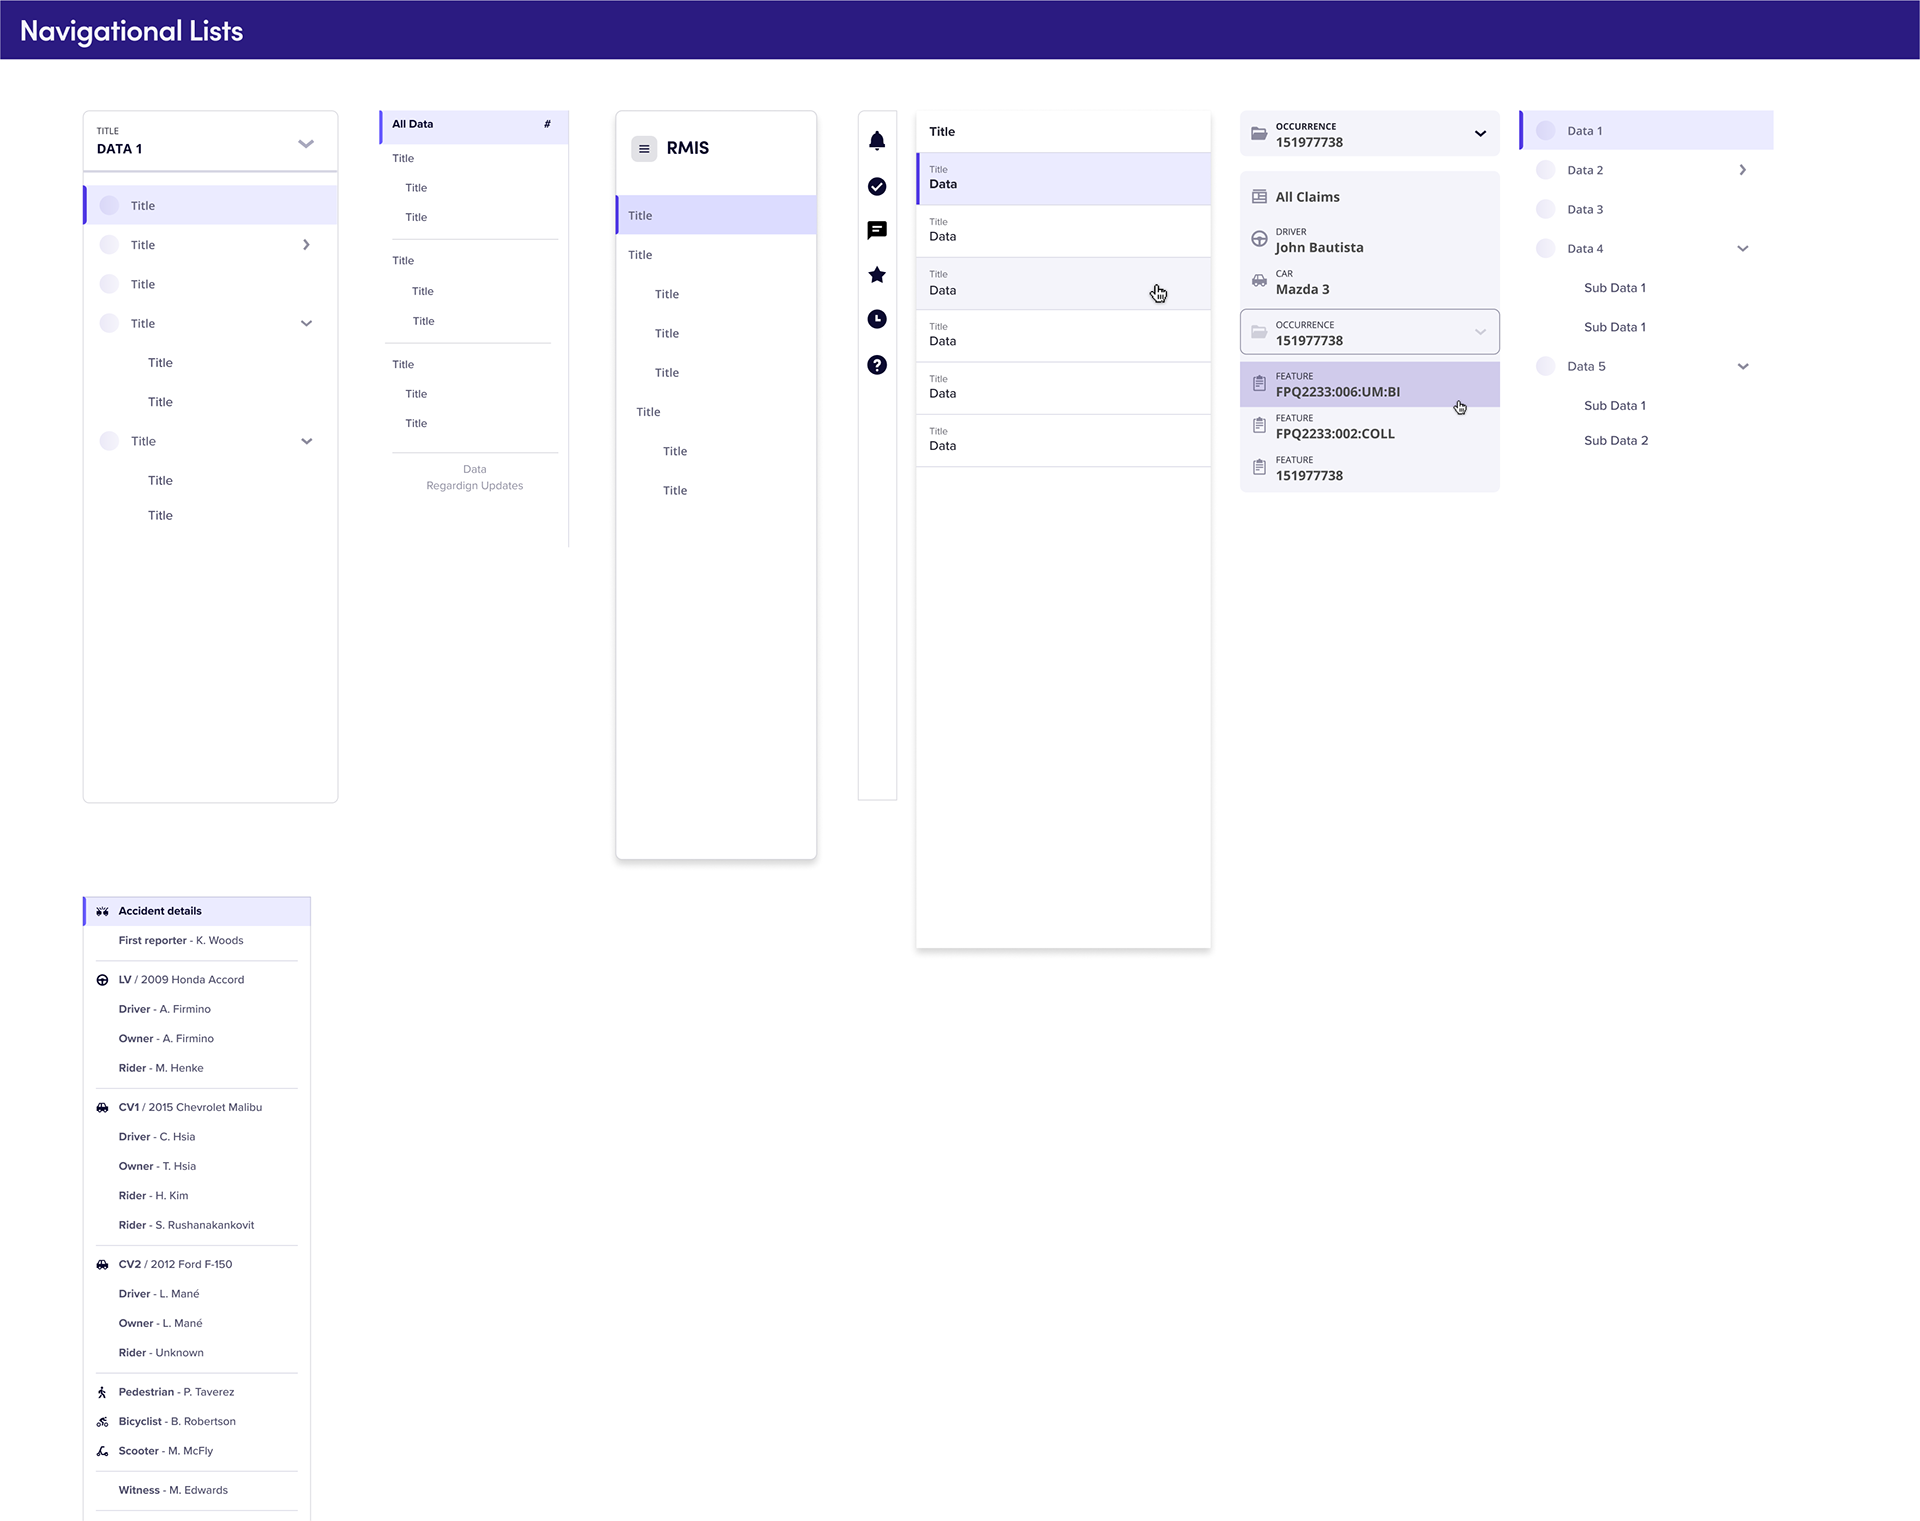 Navigational Lists
TITLE
DATA 1
Title
Title
Title
Title
Title
Title
Title
Title
Title
All Data #
Title
Title
Title
Title
Title
Title
Title
Title
Title
Data
Regardign Updates
RMIS
Title
Title
Title
Title
Title
Title
Title
Title
Title
Title
Data
Title
Data
Title
Data
Title
Data
Title
Data
Title
Data
OCCURRENCE
151977738
All Claims
DRIVER
John Bautista
CAR
Mazda 3
OCCURRENCE
151977738
FEATURE
FPQ2233:006:UM:BI
FEATURE
FPQ2233:002:COLL
FEATURE
151977738
Data 1
Data 2
Data 3
Data 4
Sub Data 1
Sub Data 1
Data 5
Sub Data 1
Sub Data 2
Accident details
First reporter - K. Woods
LV / 2009 Honda Accord
Driver - A. Firmino
Owner - A. Firmino
Rider - M. Henke
CV1 / 2015 Chevrolet Malibu
Driver - C. Hsia
Owner - T. Hsia
Rider - H. Kim
Rider - S. Rushanakankovit
CV2 / 2012 Ford F-150
Driver - L. Mané
Owner - L. Mané
Rider - Unknown
Pedestrian - P. Taverez
Bicyclist - B. Robertson
Scooter - M. McFly
Witness - M. Edwards